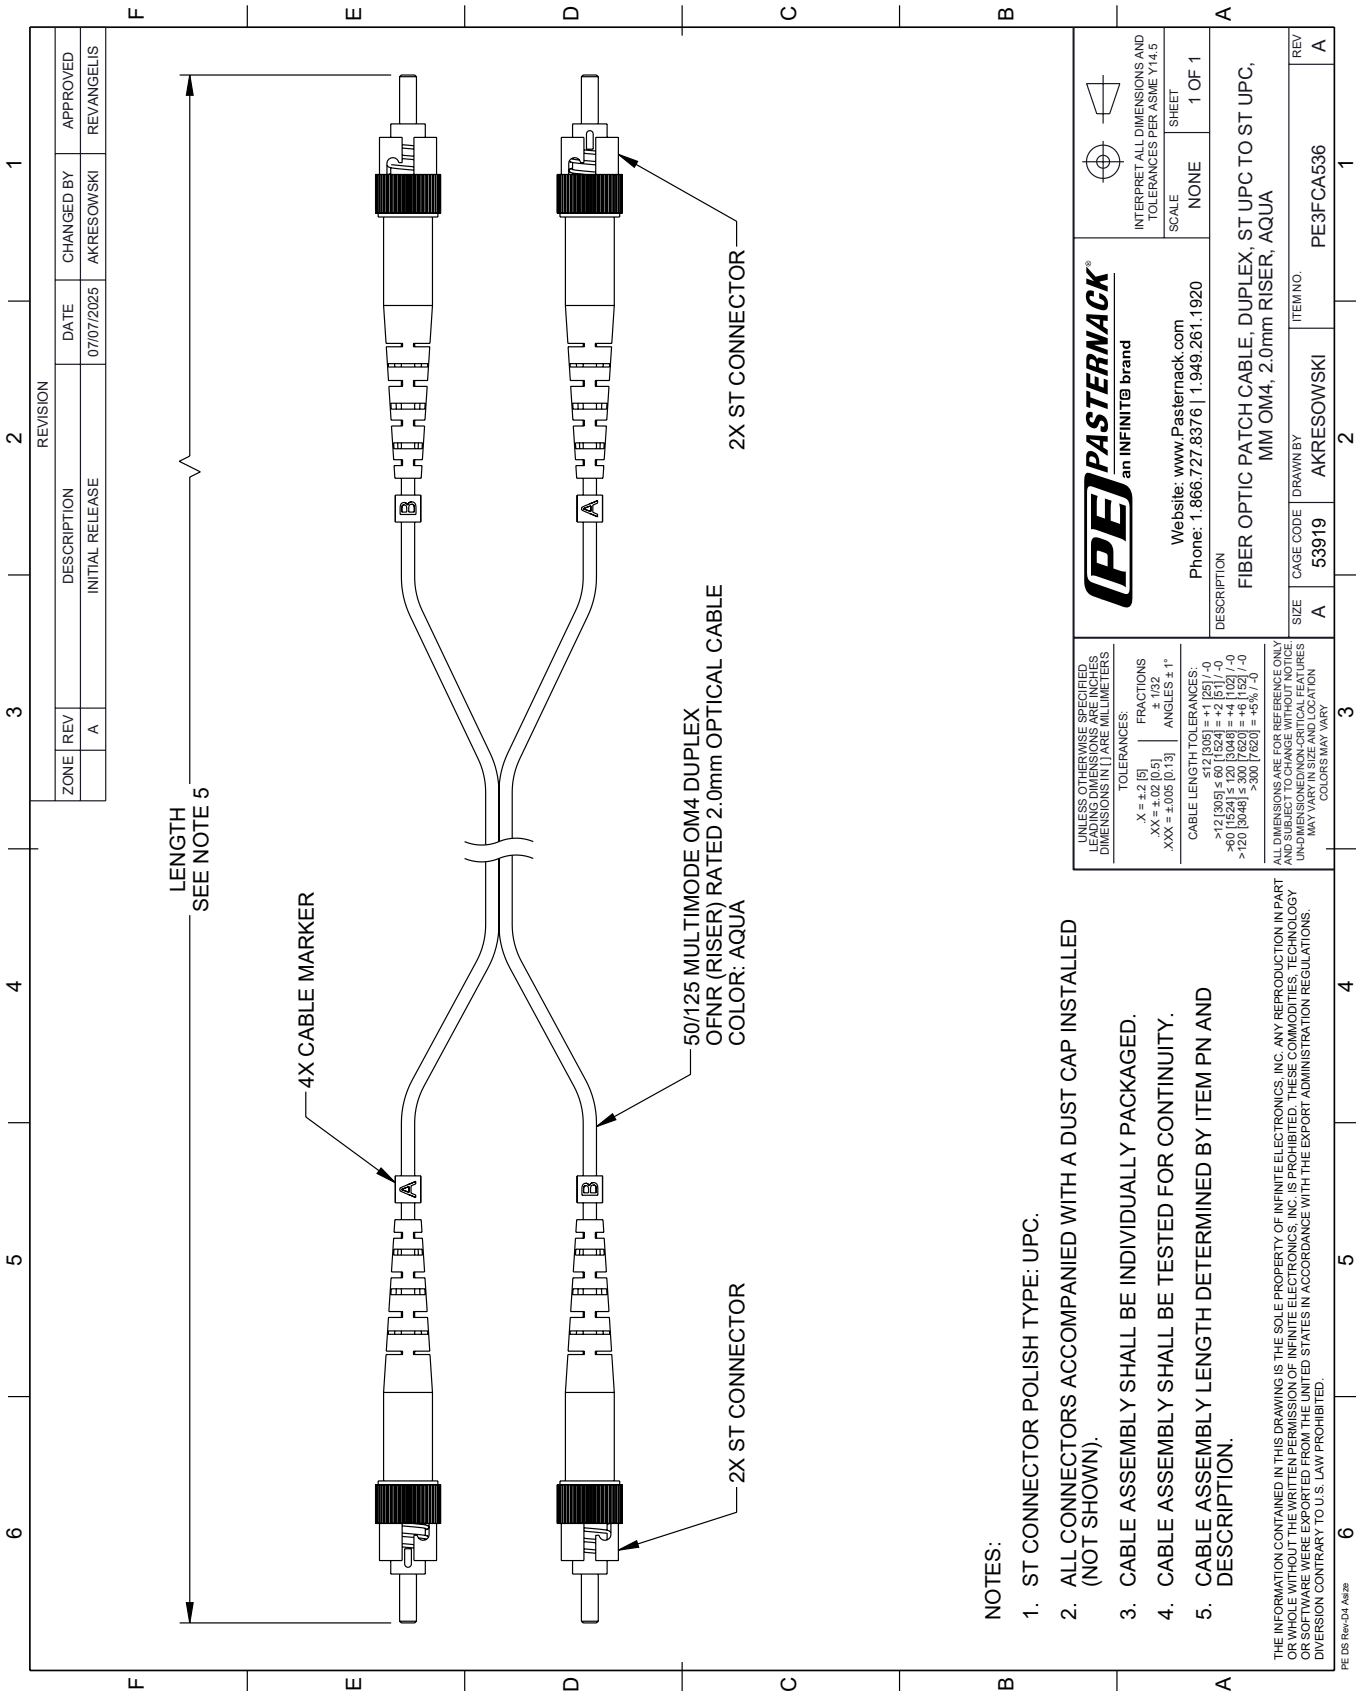 6
5
4
3
2
1
F
E
D
C
B
A
REVISION
ZONE REV DESCRIPTION DATE CHANGED BY APPROVED
A INITIAL RELEASE 07/07/2025 AKRESOWSKI REVANGELIS
LENGTH
SEE NOTE 5
4X CABLE MARKER
A
B
B
A
2X ST CONNECTOR
50/125 MULTIMODE OM4 DUPLEX
OFNR (RISER) RATED 2.0mm OPTICAL CABLE
COLOR: AQUA
2X ST CONNECTOR
NOTES:
1. ST CONNECTOR POLISH TYPE: UPC.
2. ALL CONNECTORS ACCOMPANIED WITH A DUST CAP INSTALLED
(NOT SHOWN).
3. CABLE ASSEMBLY SHALL BE INDIVIDUALLY PACKAGED.
4. CABLE ASSEMBLY SHALL BE TESTED FOR CONTINUITY.
5. CABLE ASSEMBLY LENGTH DETERMINED BY ITEM PN AND
DESCRIPTION.
THE INFORMATION CONTAINED IN THIS DRAWING IS THE SOLE PROPERTY OF INFINITE ELECTRONICS, INC. ANY REPRODUCTION IN PART
OR WHOLE WITHOUT THE WRITTEN PERMISSION OF INFINITE ELECTRONICS, INC. IS PROHIBITED. THESE COMMODITIES, TECHNOLOGY
OR SOFTWARE WERE EXPORTED FROM THE UNITED STATES IN ACCORDANCE WITH THE EXPORT ADMINISTRATION REGULATIONS.
DIVERSION CONTRARY TO U.S. LAW PROHIBITED.
UNLESS OTHERWISE SPECIFIED
LEADING DIMENSIONS ARE INCHES
DIMENSIONS IN [ ] ARE MILLIMETERS
TOLERANCES:
.X = ±.2 [5] FRACTIONS
.XX = ±.02 [0.5] ± 1/32
.XXX = ±.005 [0.13] ANGLES ± 1°
CABLE LENGTH TOLERANCES:
≤12 [305] = +1 [25] / -0
>12 [305] ≤ 60 [1524] = +2 [51] / -0
>60 [1524] ≤ 120 [3048] = +4 [102] / -0
>120 [3048] ≤ 300 [7620] = +6 [152] / -0
>300 [7620] = +5% / -0
ALL DIMENSIONS ARE FOR REFERENCE ONLY
AND SUBJECT TO CHANGE WITHOUT NOTICE.
UN-DIMENSIONED/NON-CRITICAL FEATURES
MAY VARY IN SIZE AND LOCATION
COLORS MAY VARY
PE PASTERNACK®
an INFINIT@ brand
Website: www.Pasternack.com
Phone: 1.866.727.8376 | 1.949.261.1920
INTERPRET ALL DIMENSIONS AND
TOLERANCES PER ASME Y14.5
SCALE SHEET
NONE 1 OF 1
DESCRIPTION
FIBER OPTIC PATCH CABLE, DUPLEX, ST UPC TO ST UPC,
MM OM4, 2.0mm RISER, AQUA
SIZE CAGE CODE DRAWN BY ITEM NO. REV
A 53919 AKRESOWSKI PE3FCA536 A
F
E
D
C
B
A
6
5
4
3
2
1
PE DS Rev-D4 Asize